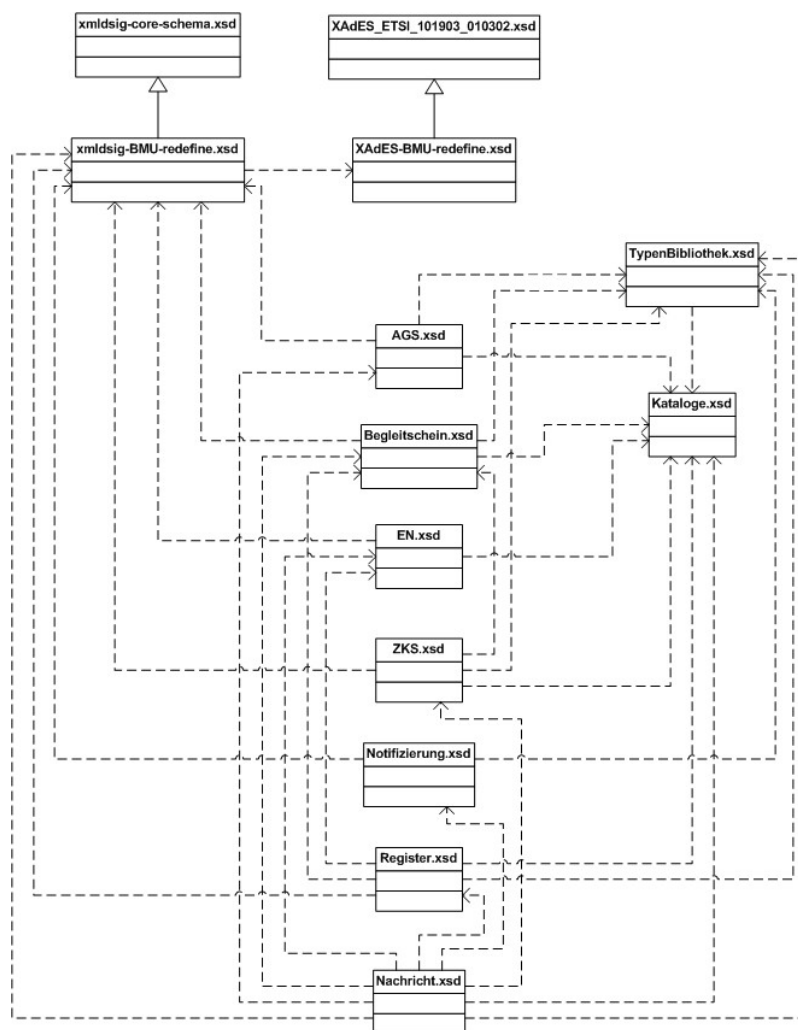 xmldsig-core-schema.xsd
XAdES_ETSI_101903_010302.xsd
xmldsig-BMU-redefine.xsd
XAdES-BMU-redefine.xsd
TypenBibliothek.xsd
AGS.xsd
Kataloge.xsd
Begleitschein.xsd
EN.xsd
ZKS.xsd
Notifizierung.xsd
Register.xsd
Nachricht.xsd